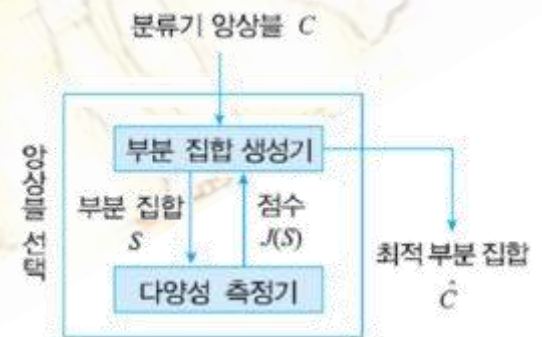 분류기 앙상블 C
부분 집합 생성기
앙상블 선택
부분 집합
S
점수
J(S)
다양성 측정기
최적 부분 집합
Ĉ